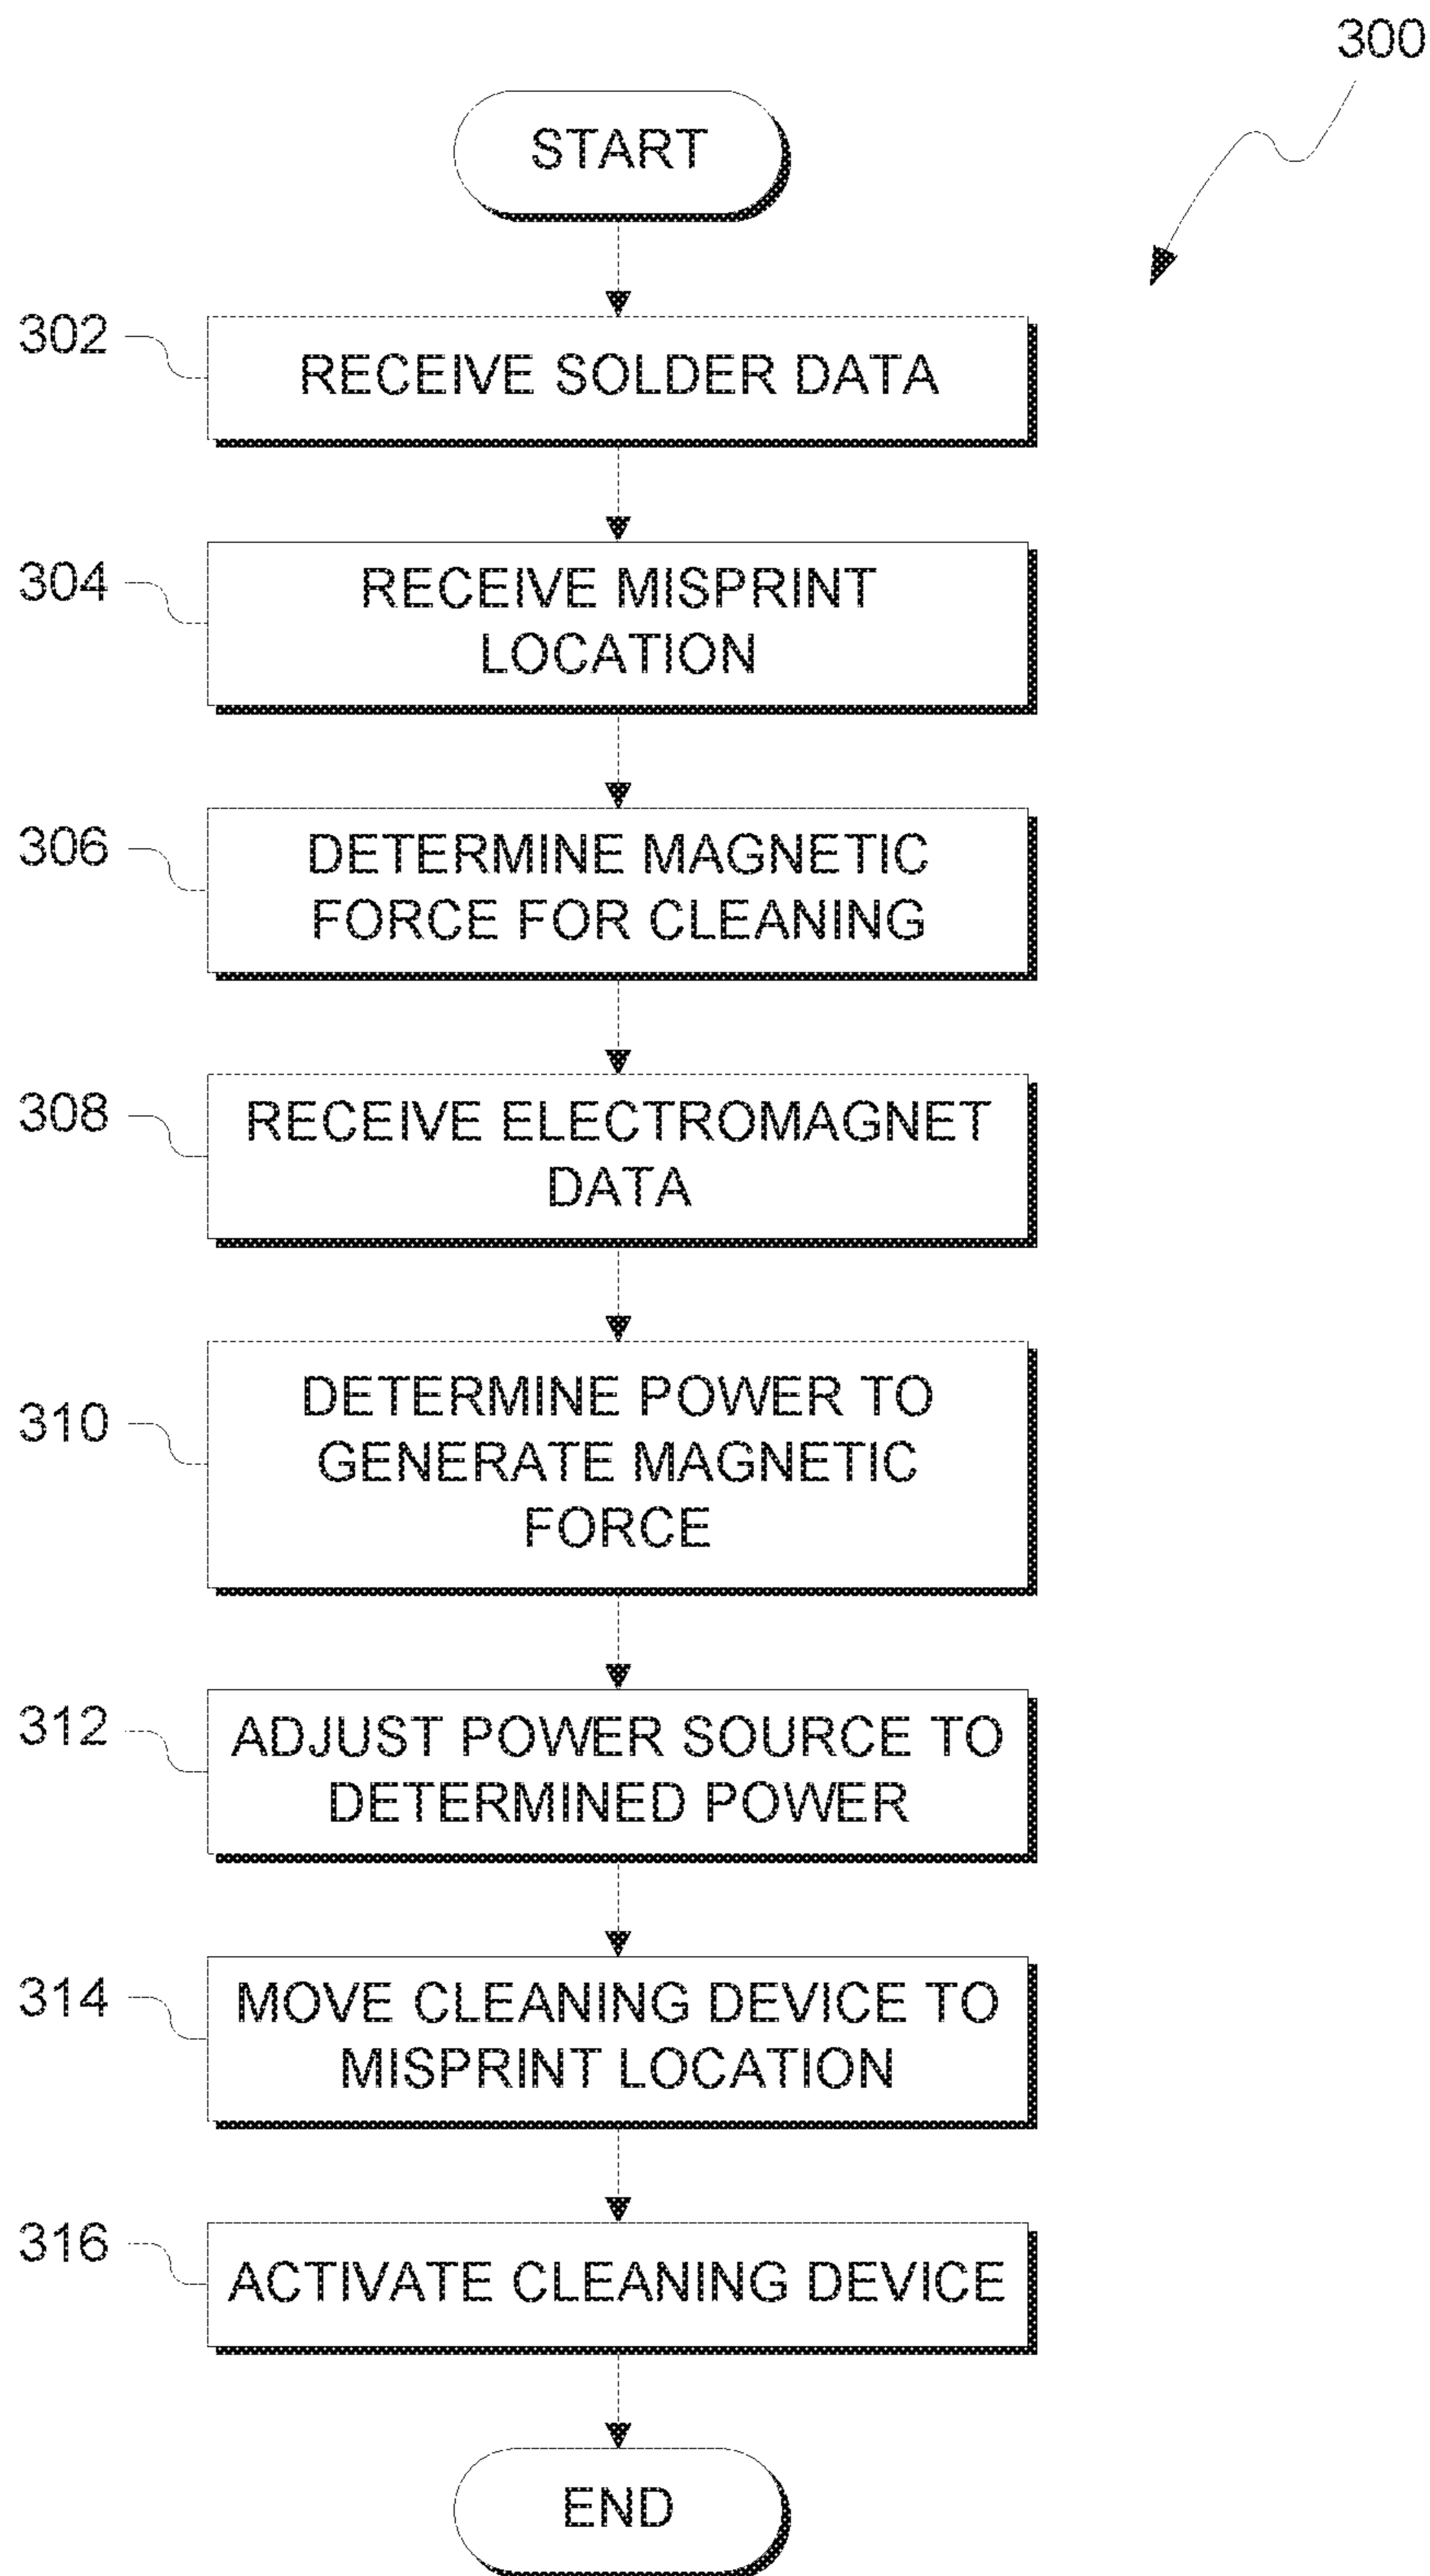 300
START
302
RECEIVE SOLDER DATA
304
RECEIVE MISPRINT
LOCATION
306
DETERMINE MAGNETIC
FORCE FOR CLEANING
308
RECEIVE ELECTROMAGNET
DATA
310
DETERMINE POWER TO
GENERATE MAGNETIC
FORCE
312
ADJUST POWER SOURCE TO
DETERMINED POWER
314
MOVE CLEANING DEVICE TO
MISPRINT LOCATION
316
ACTIVATE CLEANING DEVICE
END